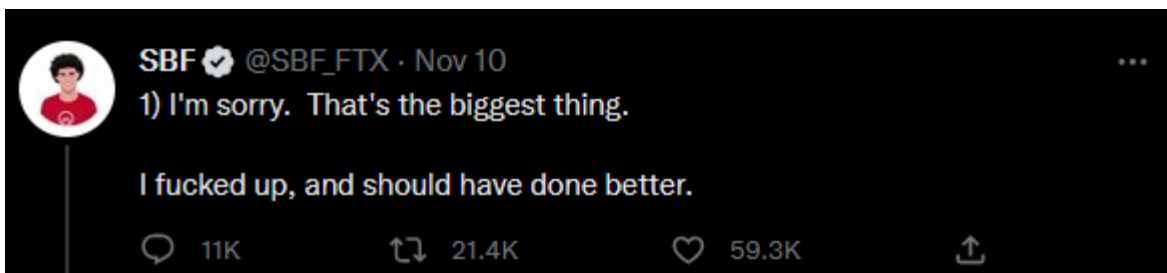 SBF @SBF_FTX · Nov 10
1) I'm sorry.  That's the biggest thing.
I fucked up, and should have done better.
11K 21.4K 59.3K